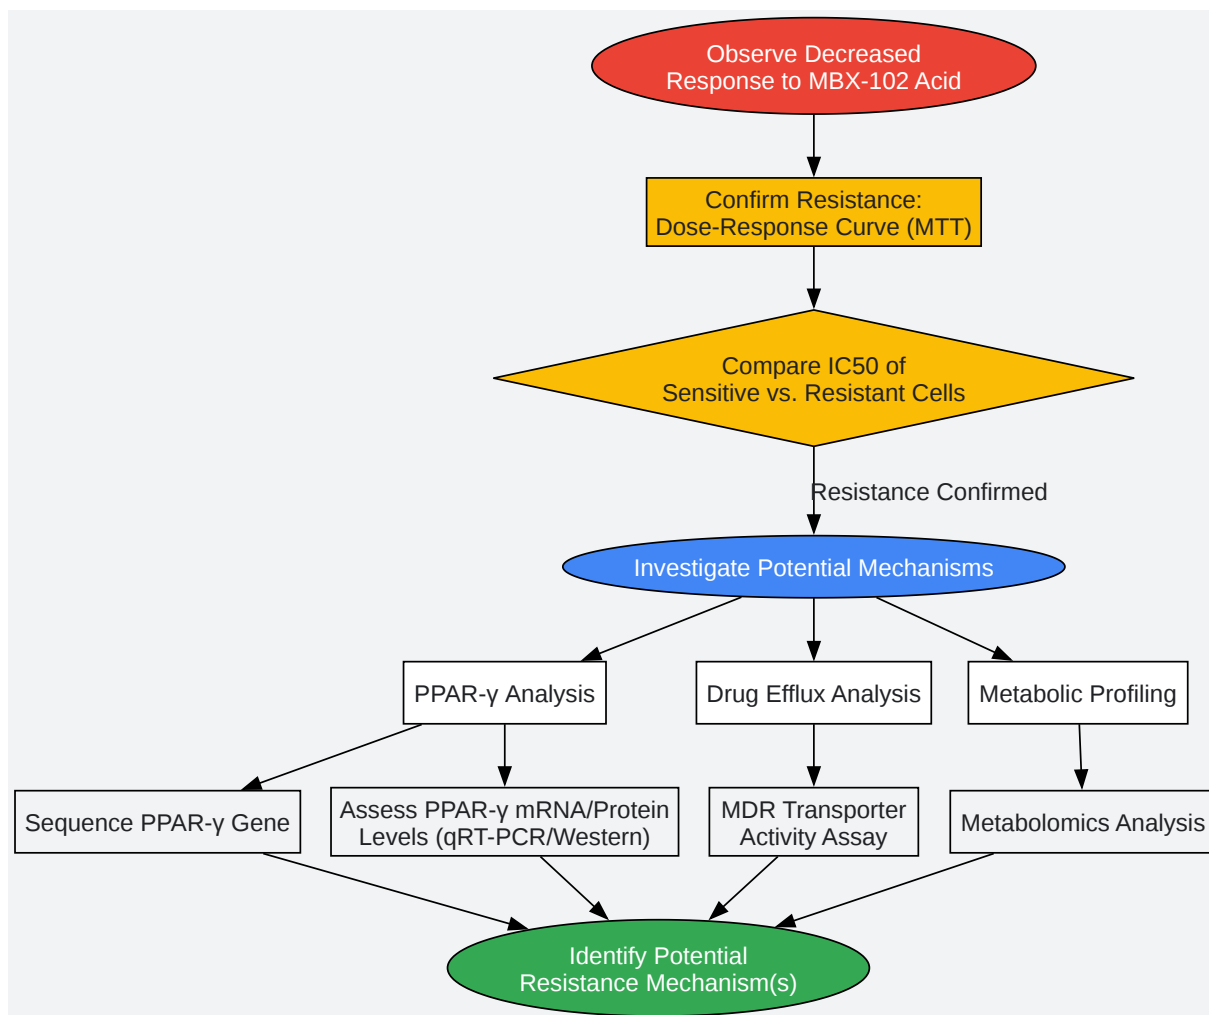 Observe Decreased
Response to MBX-102 Acid
Confirm Resistance:
Dose-Response Curve (MTT)
Compare IC50 of
Sensitive vs. Resistant Cells
Resistance Confirmed
Investigate Potential Mechanisms
PPAR-γ Analysis
Drug Efflux Analysis
Metabolic Profiling
Sequence PPAR-γ Gene
Assess PPAR-γ mRNA/Protein
Levels (qRT-PCR/Western)
MDR Transporter
Activity Assay
Metabolomics Analysis
Identify Potential
Resistance Mechanism(s)